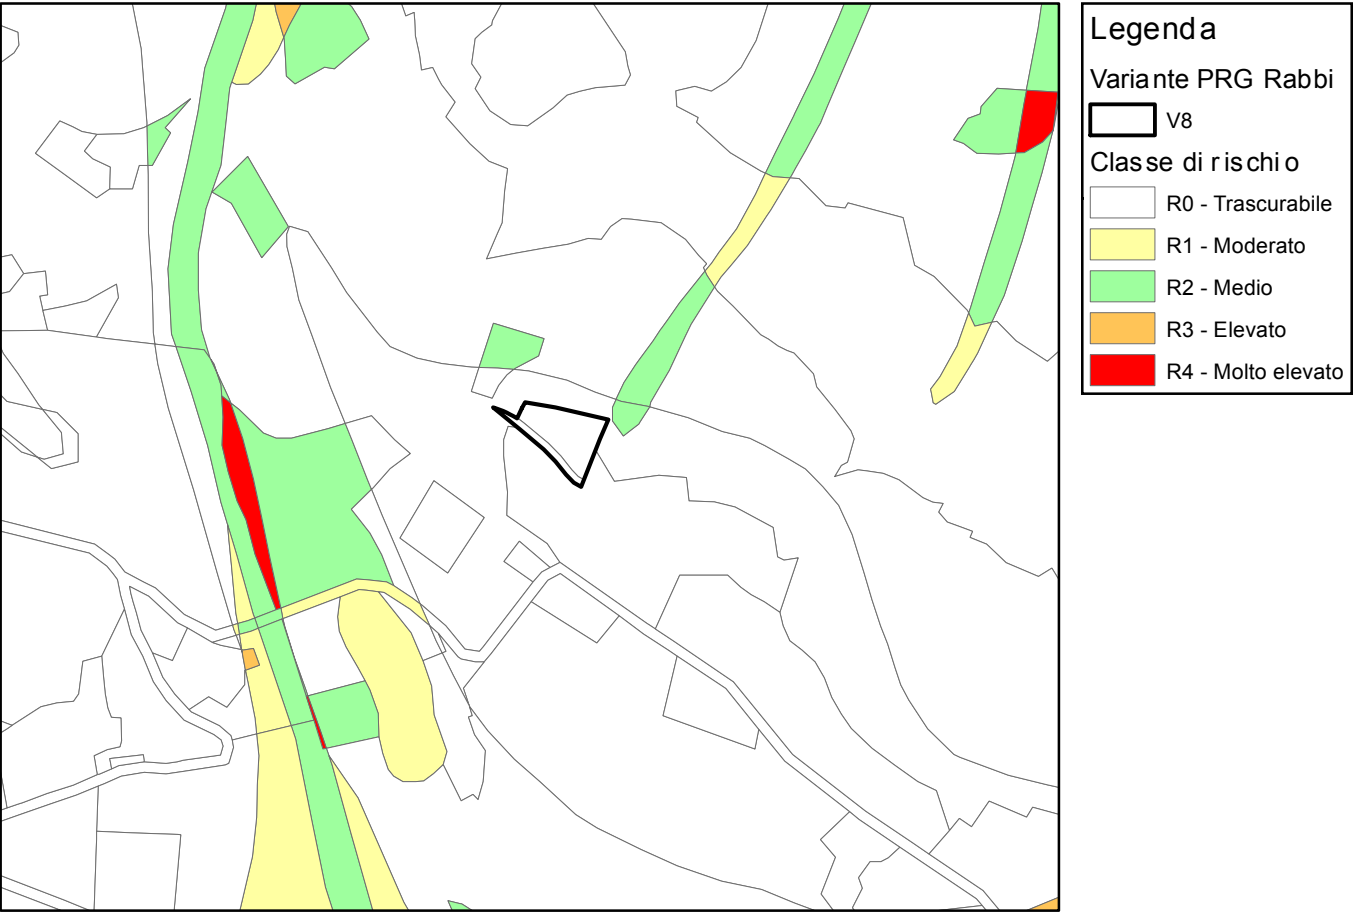 Legenda
Variante PRG Rabbi
V8
Classe di rischio
R0 - Trascurabile
R1 - Moderato
R2 - Medio
R3 - Elevato
R4 - Molto elevato